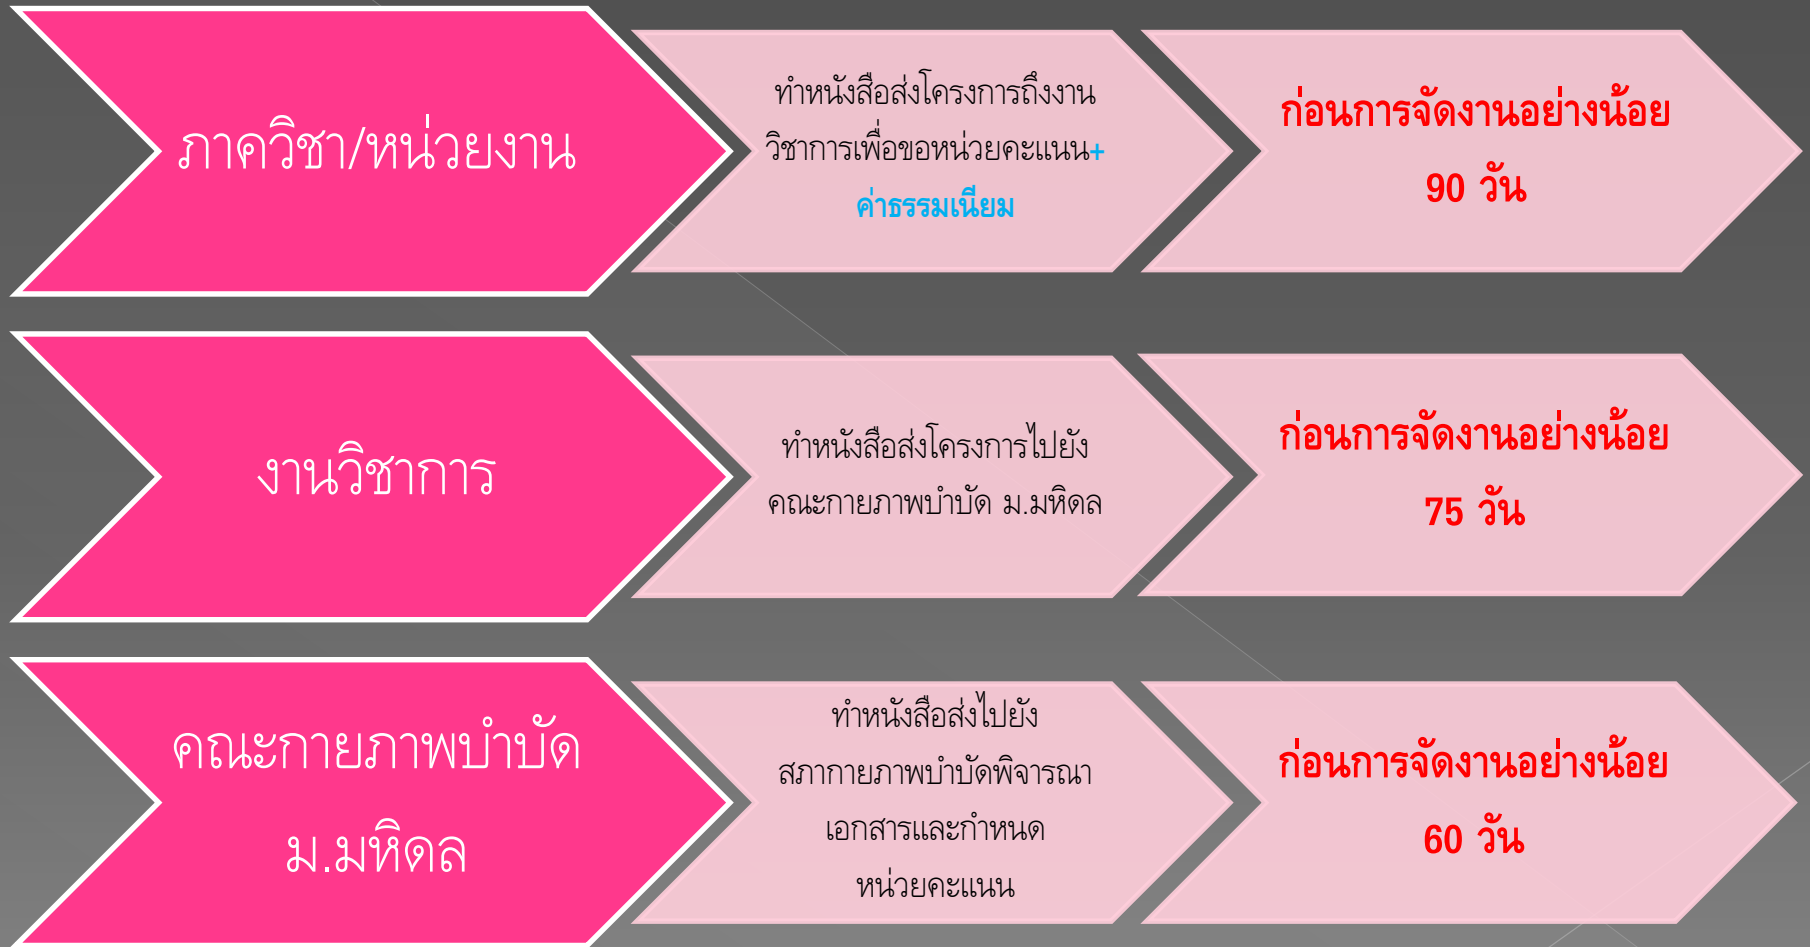 ภาควิชา/หน่วยงาน
ทำหนังสือส่งโครงการถึงงาน
วิชาการเพื่อขอหน่วยคะแนน+
ค่าธรรมเนียม
ก่อนการจัดงานอย่างน้อย
90 วัน
งานวิชาการ
ทำหนังสือส่งโครงการไปยัง
คณะกายภาพบำบัด ม.มหิดล
ก่อนการจัดงานอย่างน้อย
75 วัน
คณะกายภาพบำบัด
ม.มหิดล
ทำหนังสือส่งไปยัง
สภากายภาพบำบัดพิจารณา
เอกสารและกำหนด
หน่วยคะแนน
ก่อนการจัดงานอย่างน้อย
60 วัน